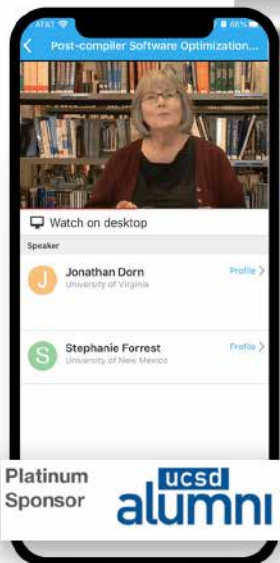 AT&T
66%
Post-compiler Software Optimization...
Watch on desktop
Speaker
J
Jonathan Dorn
Profile
University of Virginia
S
Stephanie Forrest
Profile
University of New Mexico
Platinum
Sponsor
ucsd
alumni